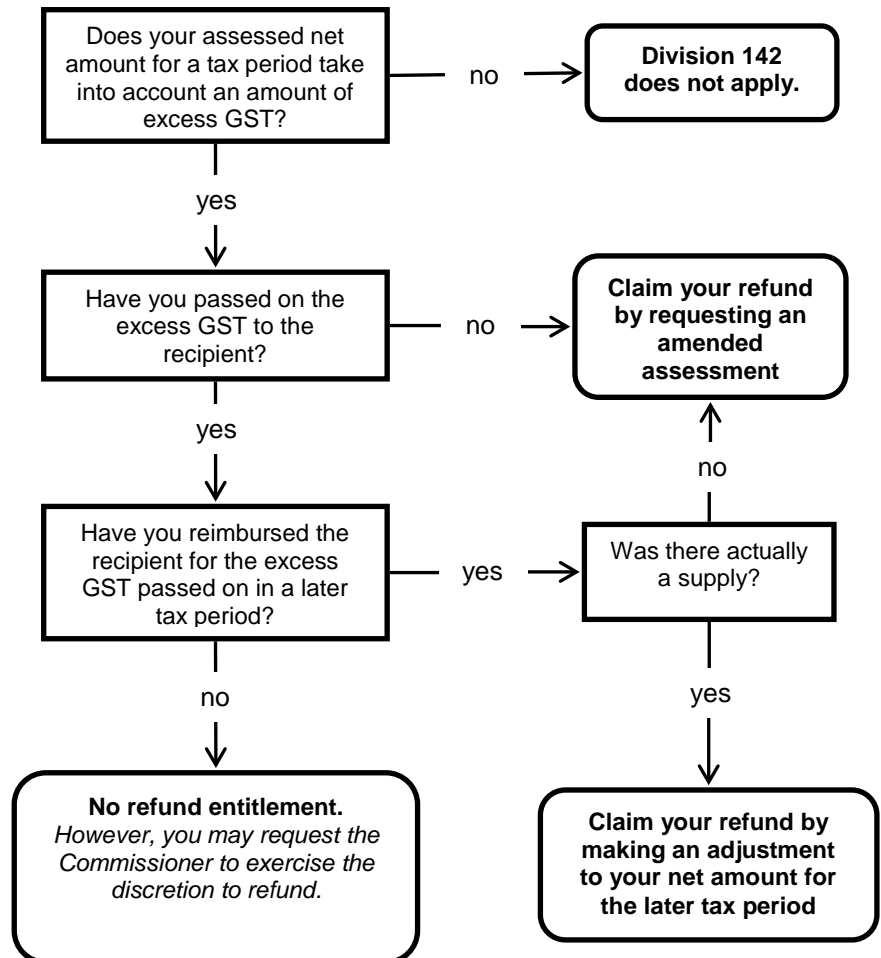 Does your assessed net
amount for a tax period take
into account an amount of
excess GST?
no
Division 142
does not apply.
yes
Have you passed on the
excess GST to the
recipient?
no
Claim your refund
by requesting an
amended
assessment
yes
no
Have you reimbursed the
recipient for the excess
GST passed on in a later
tax period?
yes
Was there actually
a supply?
no
yes
No refund entitlement.
However, you may request the
Commissioner to exercise the
discretion to refund.
Claim your refund by
making an adjustment
to your net amount for
the later tax period